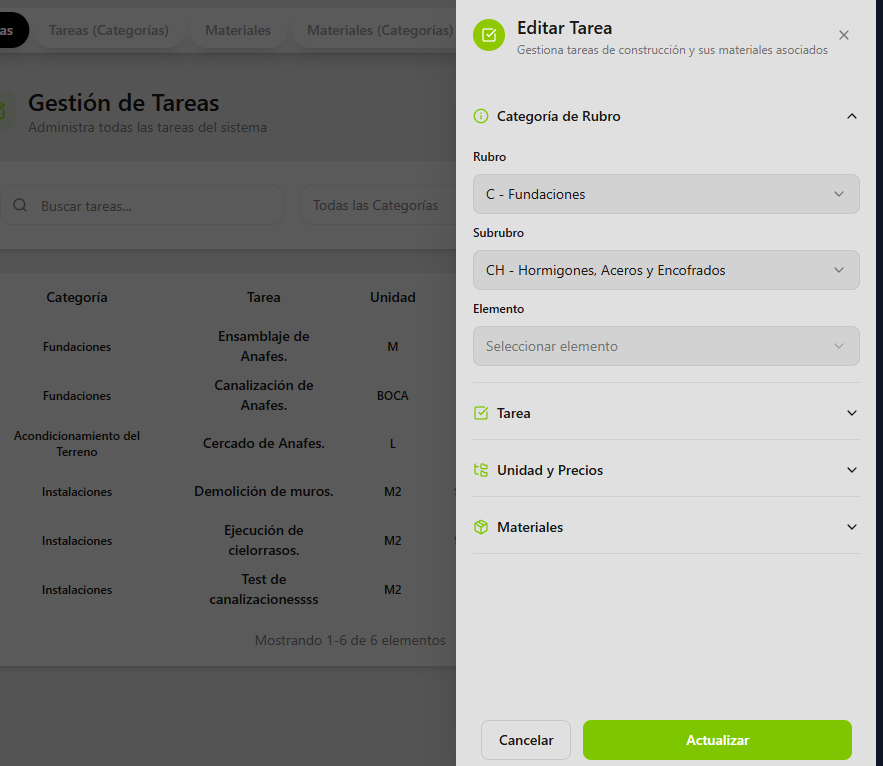 as
Tareas (Categorías)
Materiales
Materiales (Categorías)
Gestión de Tareas
Administra todas las tareas del sistema
Buscar tareas...
Todas las Categorías
Categoría
Tarea
Unidad
Fundaciones
Ensamblaje de
Anafes.
M
Fundaciones
Canalización de
Anafes.
BOCA
Acondicionamiento del
Terreno
Cercado de Anafes.
L
Instalaciones
Demolición de muros.
M2
Instalaciones
Ejecución de
cielorrasos.
M2
Instalaciones
Test de
canalizacionessss
M2
Mostrando 1-6 de 6 elementos
Editar Tarea
Gestiona tareas de construcción y sus materiales asociados
Categoría de Rubro
Rubro
C - Fundaciones
Subrubro
CH - Hormigones, Aceros y Encofrados
Elemento
Seleccionar elemento
Tarea
Unidad y Precios
Materiales
Cancelar
Actualizar